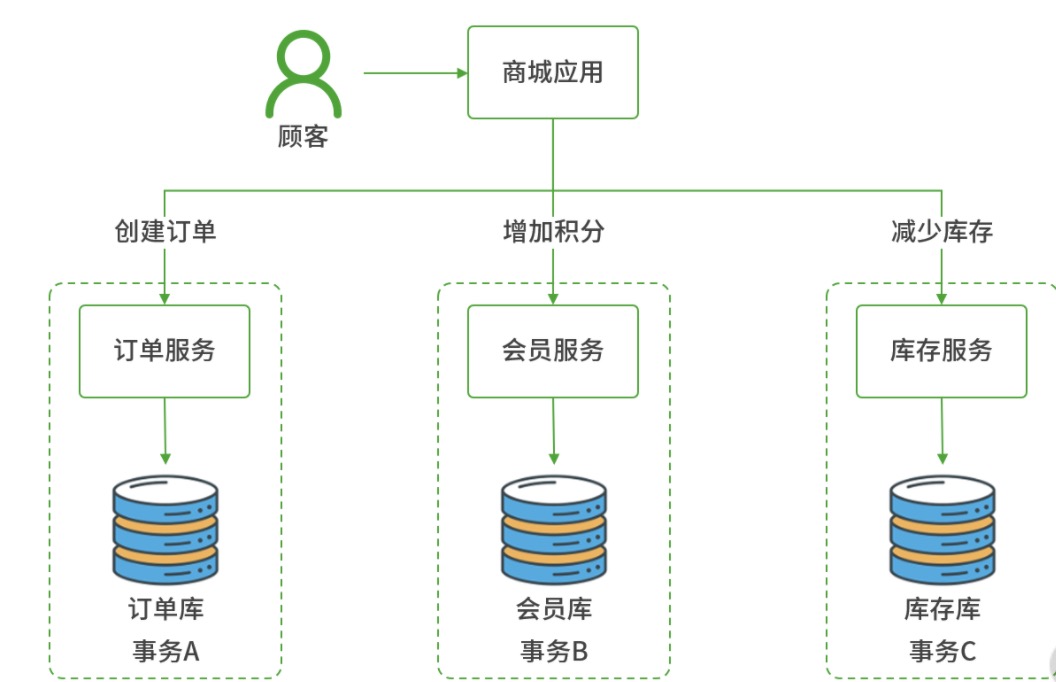 商城应用
顾客
创建订单
增加积分
减少库存
订单服务
会员服务
库存服务
订单库
会员库
库存库
事务A
事务B
事务C